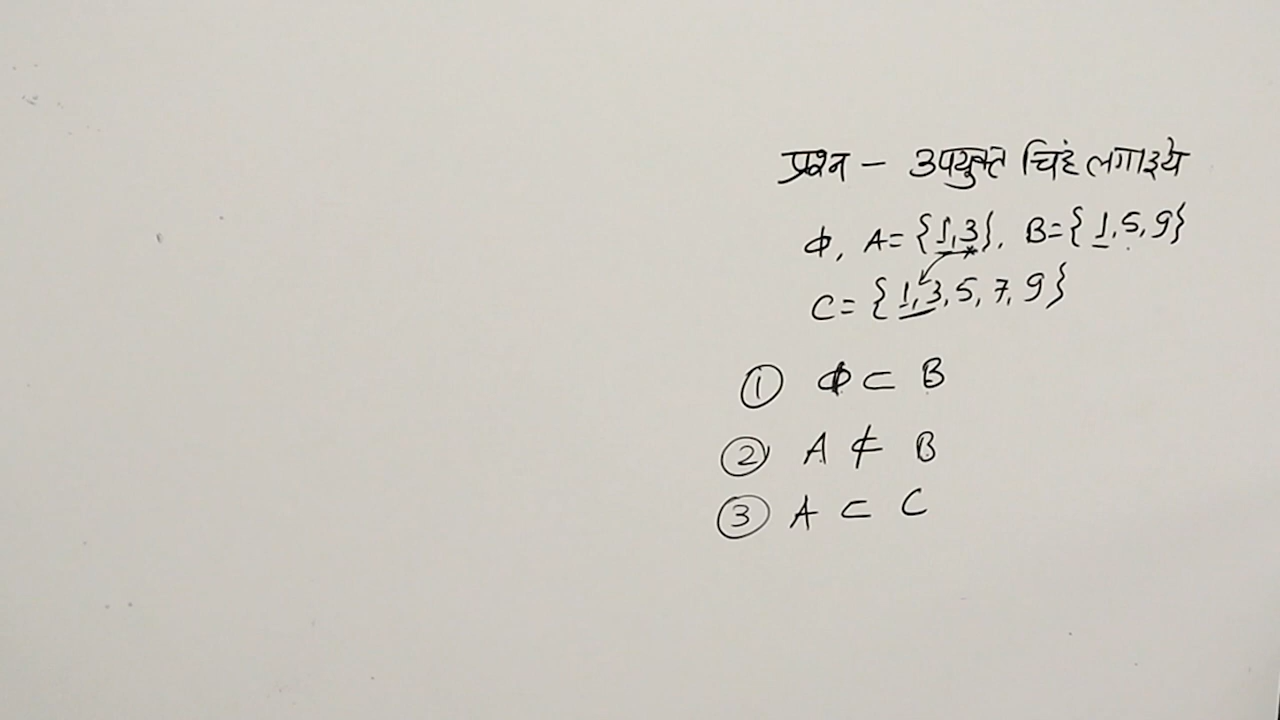 प्रश्न - उपयुक्त चिन्ह लगाइये
ϕ, A = {1,3}, B = {1,5,9}
C = {1,3,5,7,9}
① ϕ ⊂ B
② A ⊄ B
③ A ⊂ C